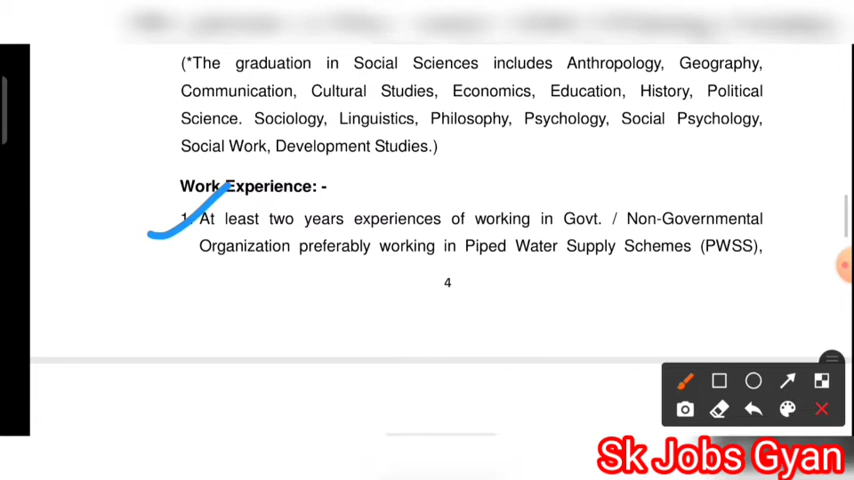 (*The graduation in Social Sciences includes Anthropology, Geography,
Communication, Cultural Studies, Economics, Education, History, Political
Science. Sociology, Linguistics, Philosophy, Psychology, Social Psychology,
Social Work, Development Studies.)
Work Experience: -
1. At least two years experiences of working in Govt. / Non-Governmental
Organization preferably working in Piped Water Supply Schemes (PWSS),
4
Sk Jobs Gyan